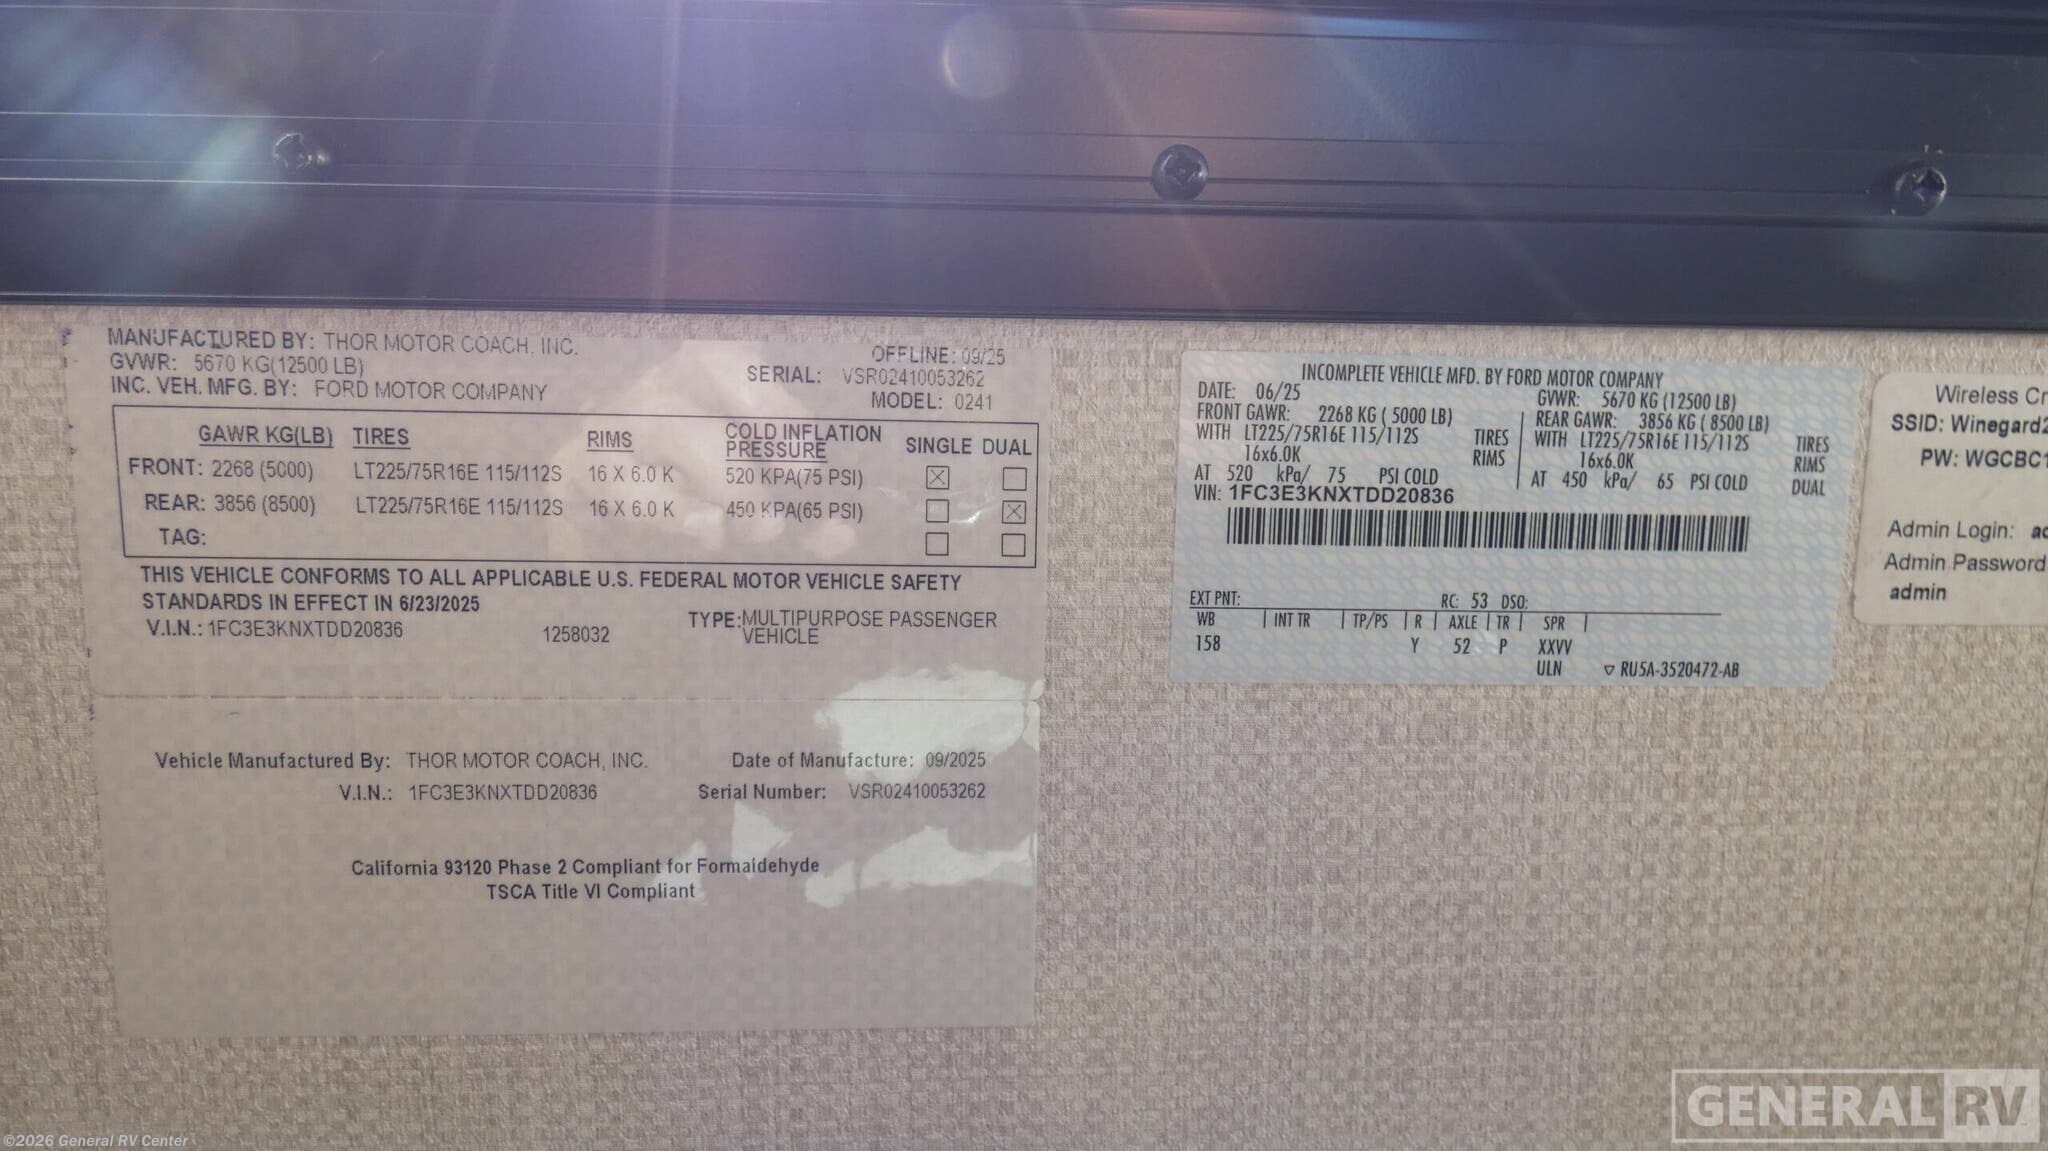 MANUFACTURED BY: THOR MOTOR COACH, INC.
GVWR: 5670 KG(12500 LB)
INC. VEH. MFG. BY: FORD MOTOR COMPANY
OFFLINE: 09/25
SERIAL: VSR02410053262
MODEL: 0241
GAWR KG(LB) TIRES RIMS COLD INFLATION PRESSURE SINGLE DUAL
FRONT: 2268 (5000) LT225/75R16E 115/112S 16 X 6.0 K 520 KPA(75 PSI) ☒ ☐
REAR: 3856 (8500) LT225/75R16E 115/112S 16 X 6.0 K 450 KPA(65 PSI) ☐ ☒
TAG: ☐ ☐
THIS VEHICLE CONFORMS TO ALL APPLICABLE U.S. FEDERAL MOTOR VEHICLE SAFETY
STANDARDS IN EFFECT IN 6/23/2025
V.I.N.: 1FC3E3KNXTDD20836 1258032 TYPE: MULTIPURPOSE PASSENGER
VEHICLE
Vehicle Manufactured By: THOR MOTOR COACH, INC. Date of Manufacture: 09/2025
V.I.N.: 1FC3E3KNXTDD20836 Serial Number: VSR02410053262
California 93120 Phase 2 Compliant for Formaldehyde
TSCA Title VI Compliant
INCOMPLETE VEHICLE MFD. BY FORD MOTOR COMPANY
DATE: 06/25 GVWR: 5670 KG (12500 LB)
FRONT GAWR: 2268 KG ( 5000 LB) REAR GAWR: 3856 KG ( 8500 LB)
WITH LT225/75R16E 115/112S TIRES WITH LT225/75R16E 115/112S TIRES
16x6.0K RIMS 16x6.0K RIMS
AT 520 kPa/ 75 PSI COLD AT 450 kPa/ 65 PSI COLD DUAL
VIN: 1FC3E3KNXTDD20836
EXT PNT: RC: 53 DSO:
WB | INT TR | TP/PS | R | AXLE | TR | SPR |
158 Y 52 P XXVV
ULN ▽ RU5A-3520472-AB
Wireless
SSID: Winegard2
PW: WGCBC1
Admin Login:
Admin Password
admin
GENERAL RV
©2026 General RV Center